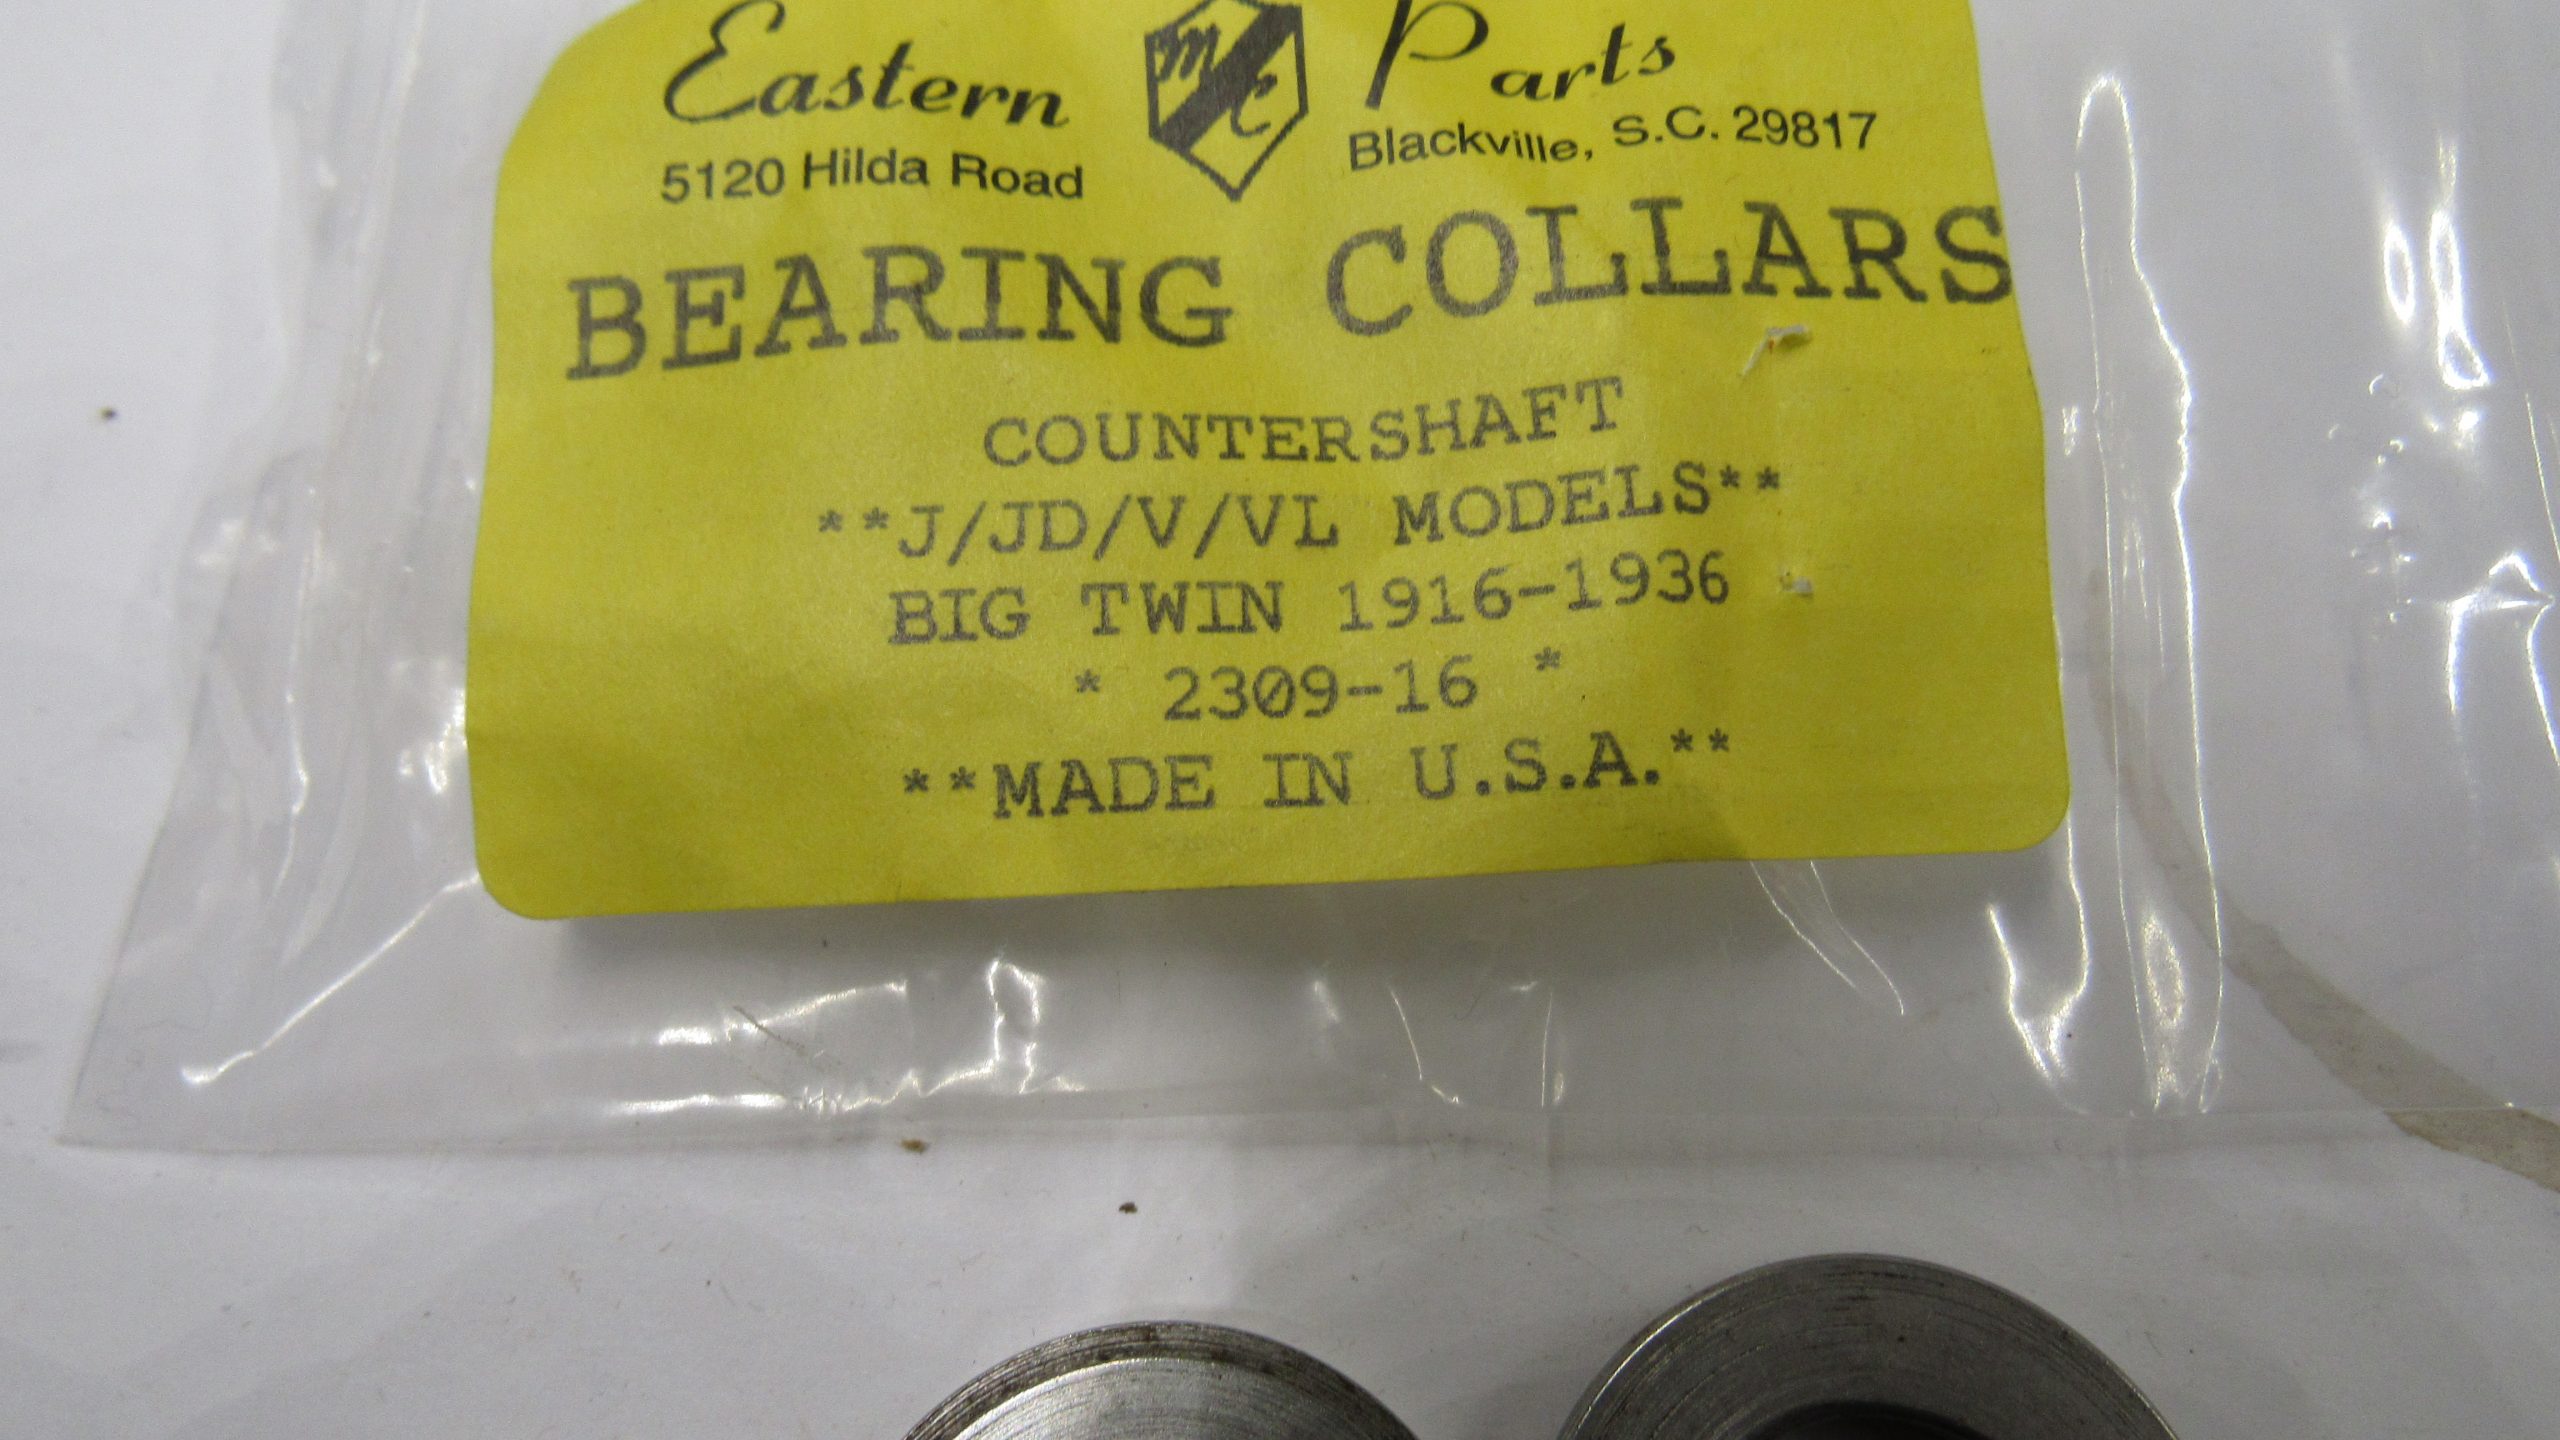 Eastern MC Parts
5120 Hilda Road Blackville, S.C. 29817
BEARING COLLARS
COUNTERSHAFT
**J/JD/V/VL MODELS**
BIG TWIN 1916-1936
* 2309-16 *
**MADE IN U.S.A.**